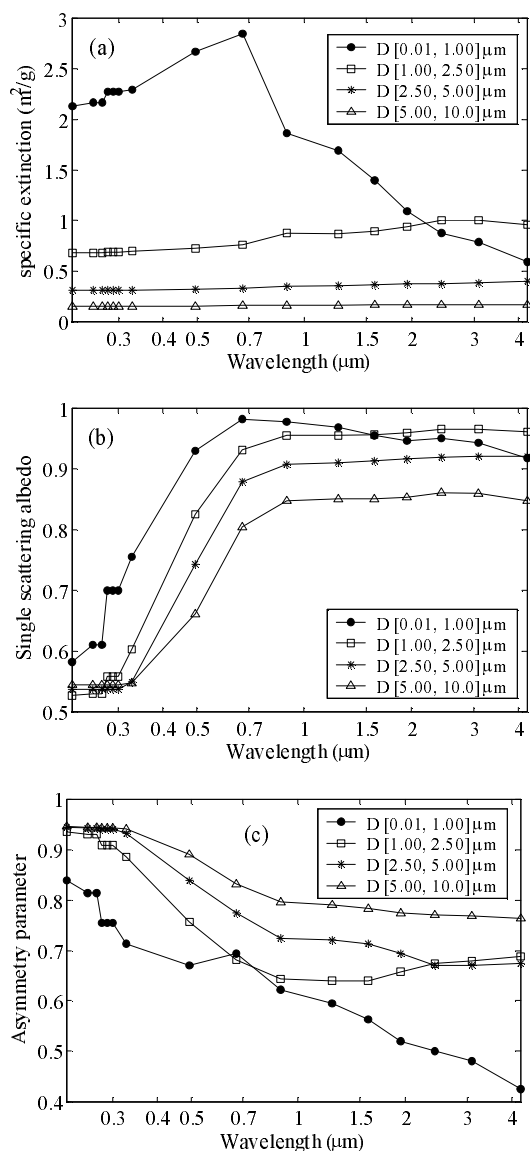 (a)
D [0.01, 1.00]μm
D [1.00, 2.50]μm
D [2.50, 5.00]μm
D [5.00, 10.0]μm
3
2.5
2
1.5
1
0.5
0
specific extinction (m²/g)
0.3 0.4 0.5 0.7 1 1.5 2 3 4
Wavelength (μm)
(b)
1
0.9
0.8
0.7
0.6
0.5
Single scattering albedo
D [0.01, 1.00]μm
D [1.00, 2.50]μm
D [2.50, 5.00]μm
D [5.00, 10.0]μm
0.3 0.4 0.5 0.7 1 1.5 2 3 4
Wavelength (μm)
(c)
D [0.01, 1.00]μm
D [1.00, 2.50]μm
D [2.50, 5.00]μm
D [5.00, 10.0]μm
1
0.9
0.8
0.7
0.6
0.5
0.4
Asymmetry parameter
0.3 0.4 0.5 0.7 1 1.5 2 3 4
Wavelength (μm)